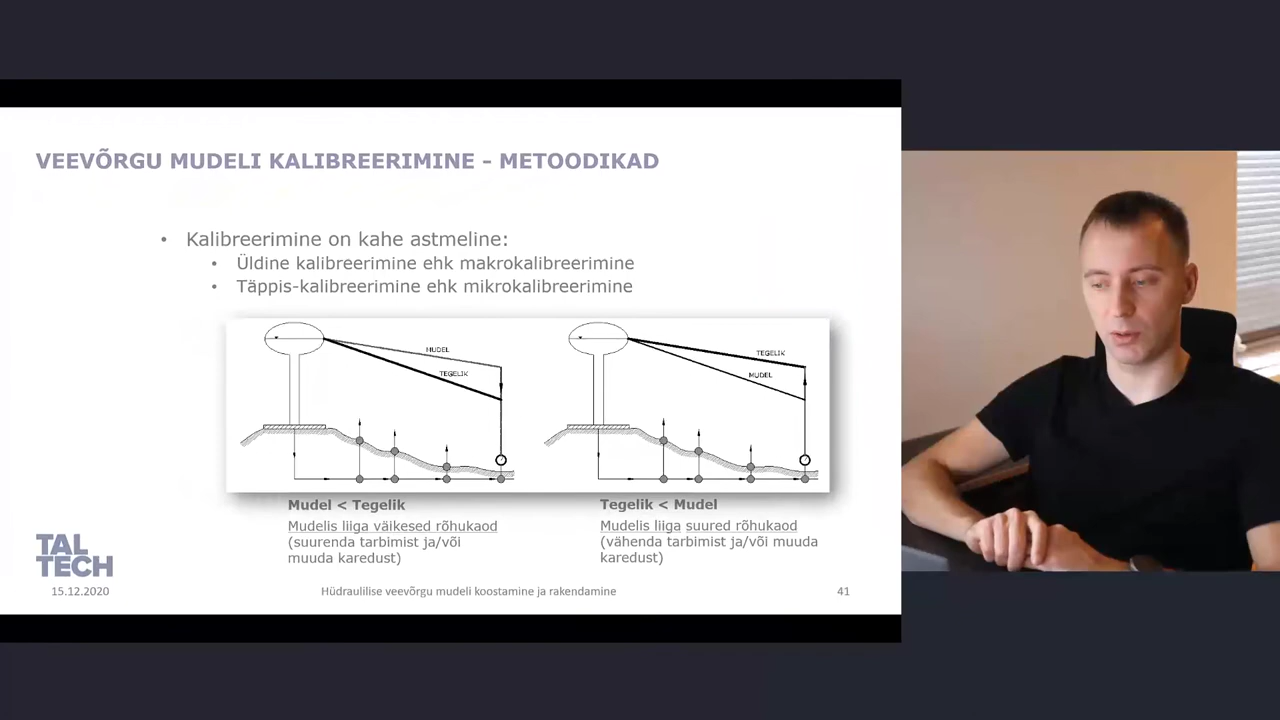 VEEVÕRGU MUDELI KALIBREERIMINE - METOODIKAD
• Kalibreerimine on kahe astmeline:
• Üldine kalibreerimine ehk makrokalibreerimine
• Täppis-kalibreerimine ehk mikrokalibreerimine
MUDEL
TEGELIK
TEGELIK
MUDEL
Mudel < Tegelik
Mudelis liiga väikesed rõhukaod
(suurenda tarbimist ja/või
muuda karedust)
Tegelik < Mudel
Mudelis liiga suured rõhukaod
(vähenda tarbimist ja/või muuda
karedust)
TAL
TECH
15.12.2020
Hüdraulilise veevõrgu mudeli koostamine ja rakendamine
41